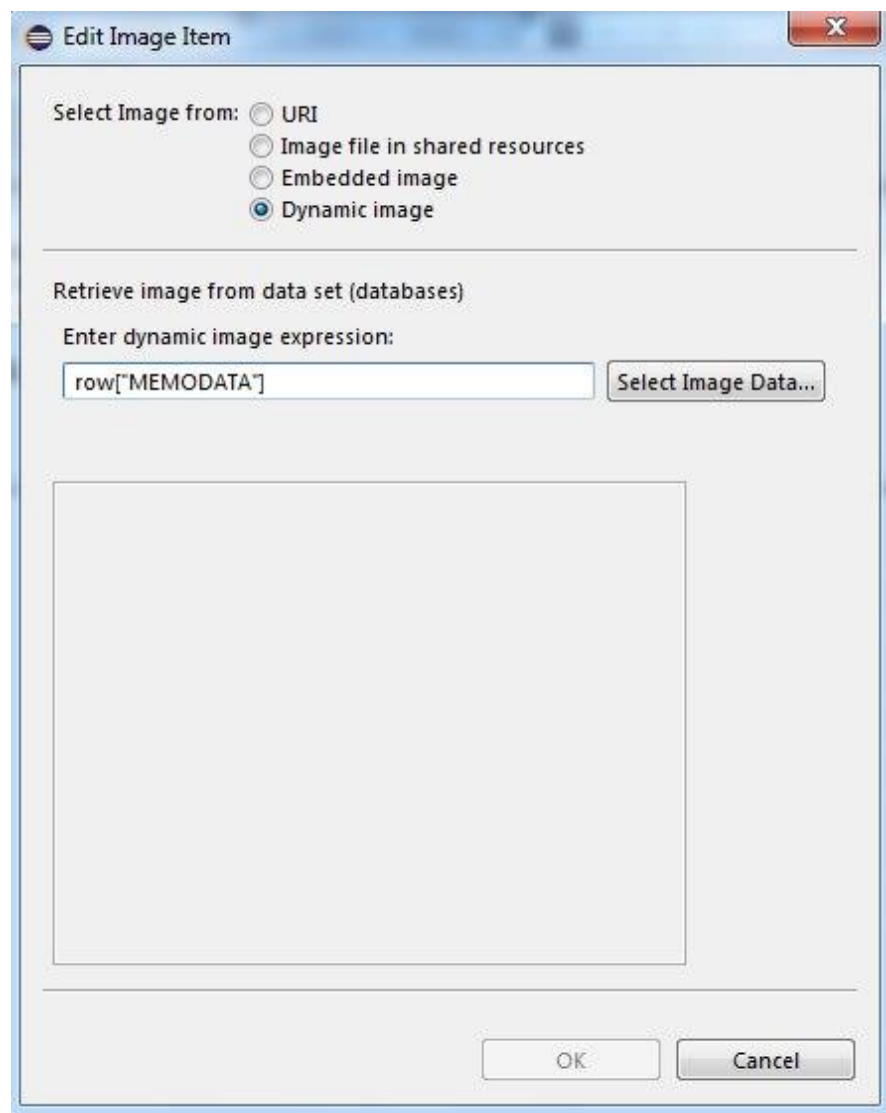 Edit Image Item
Select Image from: URI
Image file in shared resources
Embedded image
Dynamic image
Retrieve image from data set (databases)
Enter dynamic image expression:
row["MEMODATA"] Select Image Data...
OK Cancel